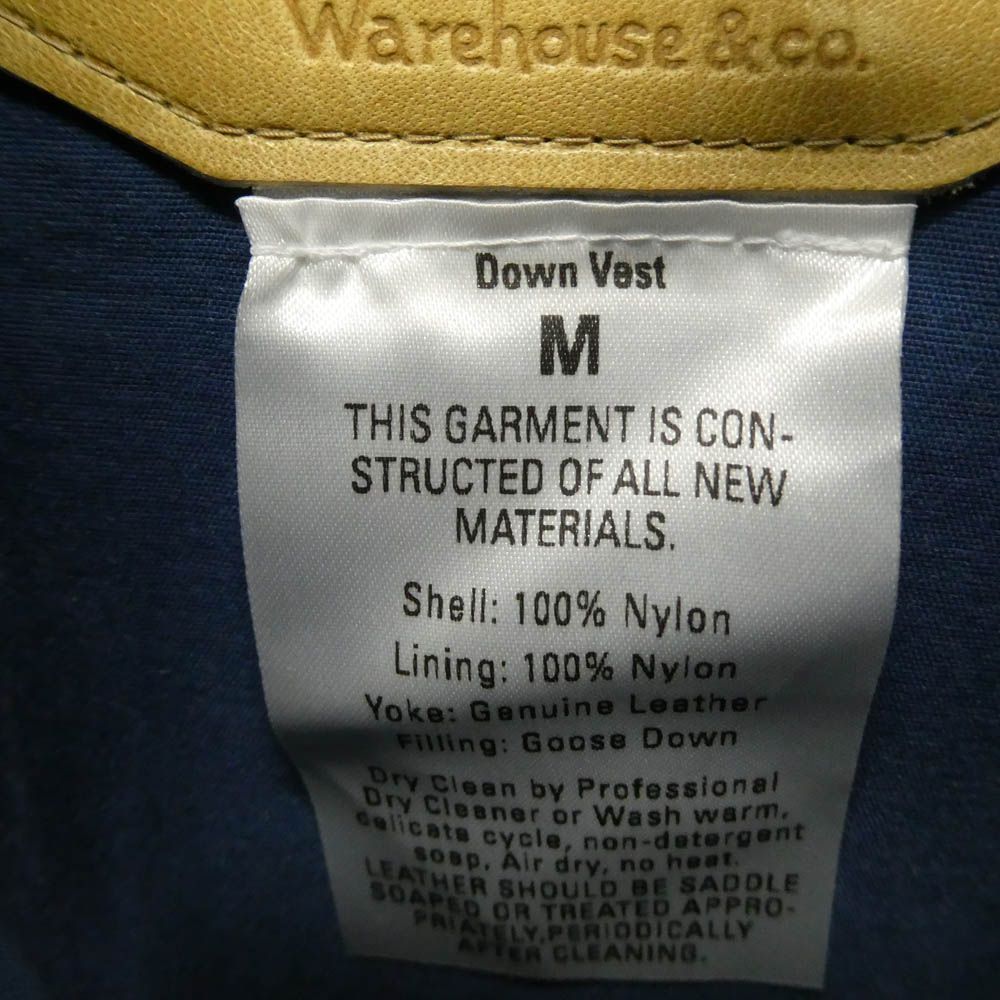 Warehouse & co.
Down Vest
M
THIS GARMENT IS CON-
STRUCTED OF ALL NEW
MATERIALS.
Shell: 100% Nylon
Lining: 100% Nylon
Yoke: Genuine Leather
Filling: Goose Down
Dry Clean by Professional
Dry Cleaner or Wash warm,
delicate cycle, non-detergent
soap. Air dry, no heat.
LEATHER SHOULD BE SADDLE
SOAPED OR TREATED APPRO-
PRIATELY, PERIODICALLY
AFTER CLEANING.